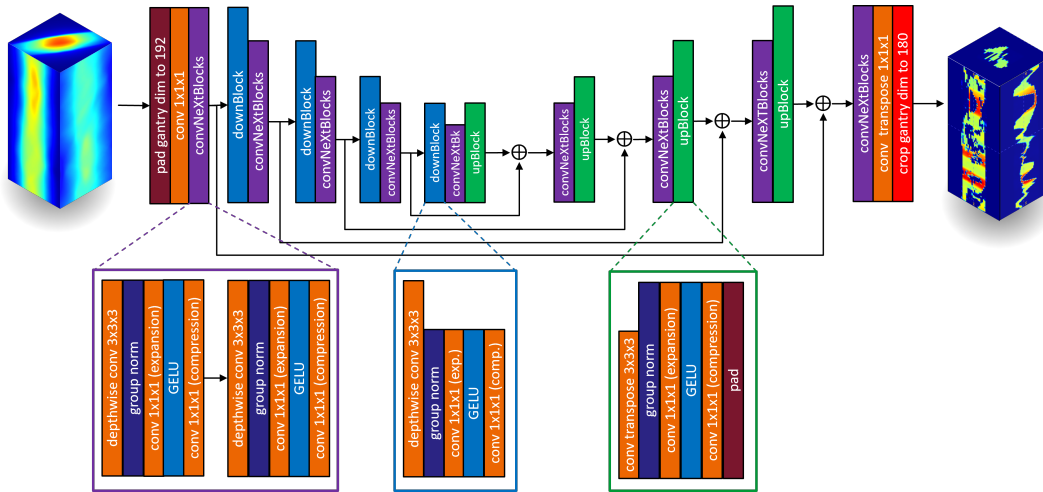 pad gantry dim to 192
conv 1x1x1
convNeXtBlocks
downBlock
convNeXtBlocks
downBlock
convNeXtBlocks
downBlock
convNeXtBlocks
downBlock
convNeXtBk
upBlock
convNeXtBlocks
upBlock
convNeXtBlocks
upBlock
convNeXTBlocks
upBlock
convNeXtBlocks
conv transpose 1x1x1
crop gantry dim to 180
depthwise conv 3x3x3
group norm
conv 1x1x1 (expansion)
GELU
conv 1x1x1 (compression)
depthwise conv 3x3x3
group norm
conv 1x1x1 (expansion)
GELU
conv 1x1x1 (compression)
depthwise conv 3x3x3
group norm
conv 1x1x1 (exp.)
GELU
conv 1x1x1 (comp.)
conv transpose 3x3x3
group norm
conv 1x1x1 (expansion)
GELU
conv 1x1x1 (compression)
pad